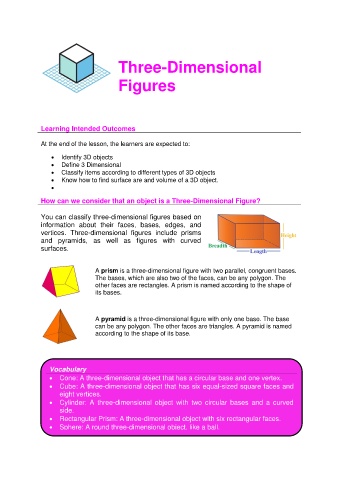 Three-Dimensional
Figures
Learning Intended Outcomes
At the end of the lesson, the learners are expected to:
• Identify 3D objects
• Define 3 Dimensional
• Classify items according to different types of 3D objects
• Know how to find surface are and volume of a 3D object.
•
How can we consider that an object is a Three-Dimensional Figure?
You can classify three-dimensional figures based on
information about their faces, bases, edges, and
vertices. Three-dimensional figures include prisms
and pyramids, as well as figures with curved
surfaces.
Height
Breadth
Length
A prism is a three-dimensional figure with two parallel, congruent bases.
The bases, which are also two of the faces, can be any polygon. The
other faces are rectangles. A prism is named according to the shape of
its bases.
A pyramid is a three-dimensional figure with only one base. The base
can be any polygon. The other faces are triangles. A pyramid is named
according to the shape of its base.
Vocabulary
• Cone: A three-dimensional object that has a circular base and one vertex.
• Cube: A three-dimensional object that has six equal-sized square faces and
eight vertices.
• Cylinder: A three-dimensional object with two circular bases and a curved
side.
• Rectangular Prism: A three-dimensional object with six rectangular faces.
• Sphere: A round three-dimensional object, like a ball.